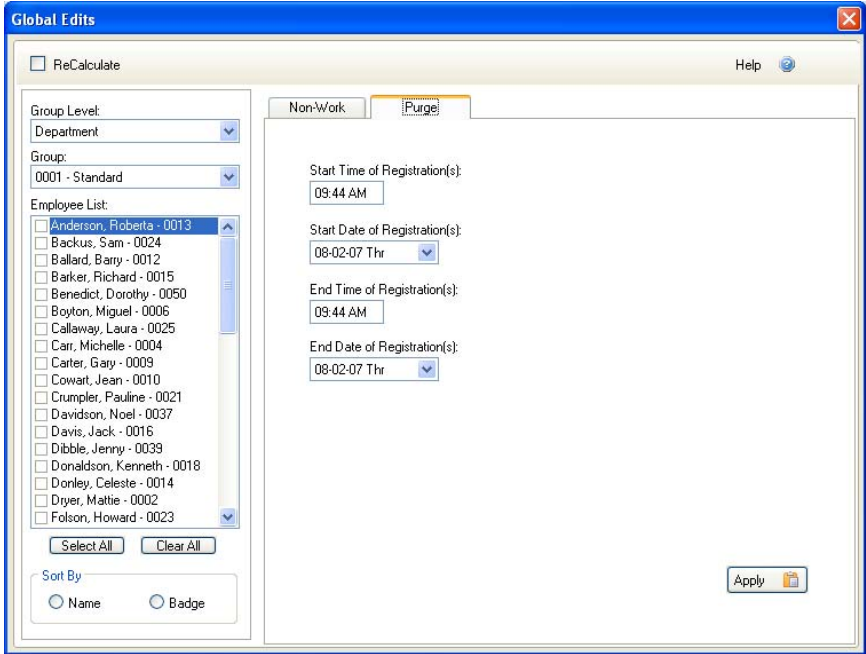 Global Edits
ReCalculate
Help
Group Level:
Department
Group:
0001 - Standard
Employee List:
Anderson, Roberta - 0013
Backus, Sam - 0024
Ballard, Barry - 0012
Barker, Richard - 0015
Benedict, Dorothy - 0050
Boyton, Miguel - 0006
Callaway, Laura - 0025
Carr, Michelle - 0004
Carter, Gary - 0009
Cowart, Jean - 0010
Crumpler, Pauline - 0021
Davidson, Noel - 0037
Davis, Jack - 0016
Dibble, Jenny - 0039
Donaldson, Kenneth - 0018
Donley, Celeste - 0014
Dryer, Mattie - 0002
Folson, Howard - 0023
Select All Clear All
Sort By
Name Badge
Non-Work Purge
Start Time of Registration(s):
09:44 AM
Start Date of Registration(s):
08-02-07 Thr
End Time of Registration(s):
09:44 AM
End Date of Registration(s):
08-02-07 Thr
Apply